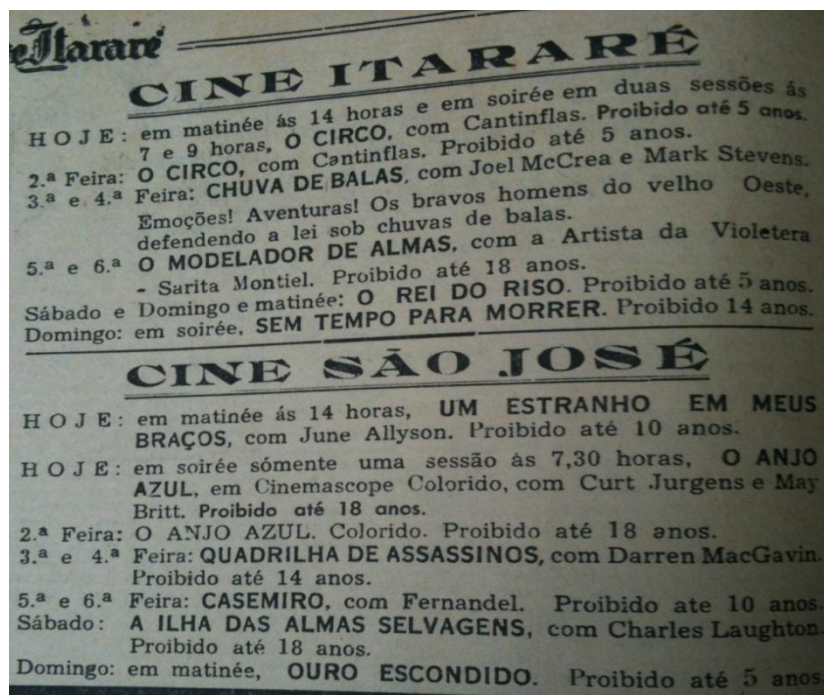 e Itararé
CINE ITARARÉ
HOJE: em matinée ás 14 horas e em soirée em duas sessões ás
7 e 9 horas, O CIRCO, com Cantinflas. Proibido até 5 anos.
2.ª Feira: O CIRCO, com Cantinflas. Proibido até 5 anos.
3.ª e 4.ª Feira: CHUVA DE BALAS, com Joel McCrea e Mark Stevens.
Emoções! Aventuras! Os bravos homens do velho Oeste,
defendendo a lei sob chuvas de balas.
5.ª e 6.ª O MODELADOR DE ALMAS, com a Artista da Violetera
- Sarita Montiel. Proibido até 18 anos.
Sábado e Domingo e matinée: O REI DO RISO. Proibido até 5 anos.
Domingo: em soirée, SEM TEMPO PARA MORRER. Proibido 14 anos.
CINE SÃO JOSÉ
HOJE: em matinée ás 14 horas, UM ESTRANHO EM MEUS
BRAÇOS, com June Allyson. Proibido até 10 anos.
HOJE: em soirée sómente uma sessão ás 7,30 horas, O ANJO
AZUL, em Cinemascope Colorido, com Curt Jurgens e May
Britt. Proibido até 18 anos.
2.ª Feira: O ANJO AZUL. Colorido. Proibido até 18 anos.
3.ª e 4.ª Feira: QUADRILHA DE ASSASSINOS, com Darren MacGavin.
Proibido até 14 anos.
5.ª e 6.ª Feira: CASEMIRO, com Fernandel. Proibido ate 10 anos.
Sábado: A ILHA DAS ALMAS SELVAGENS, com Charles Laughton.
Proibido até 18 anos.
Domingo: em matinée, OURO ESCONDIDO. Proibido até 5 anos